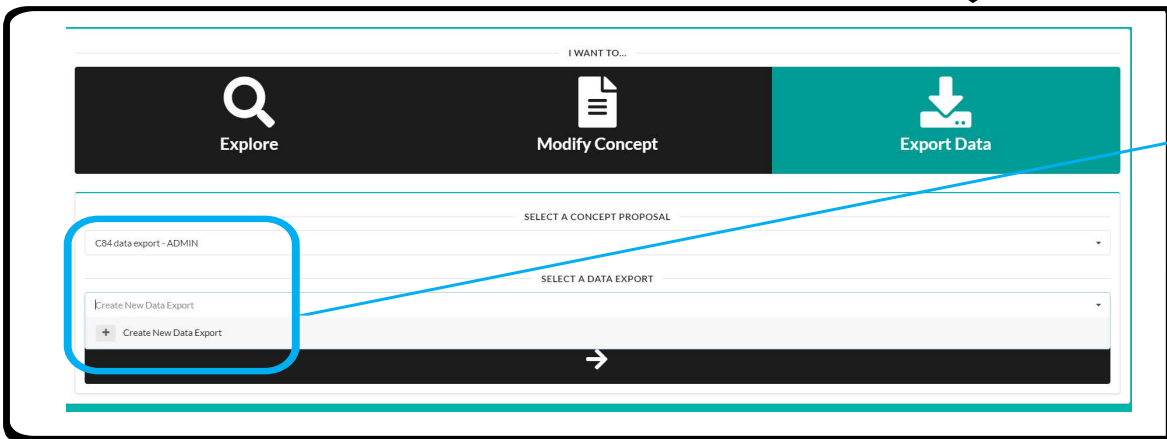 I WANT TO...
Explore
Modify Concept
Export Data
SELECT A CONCEPT PROPOSAL
C84 data export - ADMIN
SELECT A DATA EXPORT
Create New Data Export
+ Create New Data Export